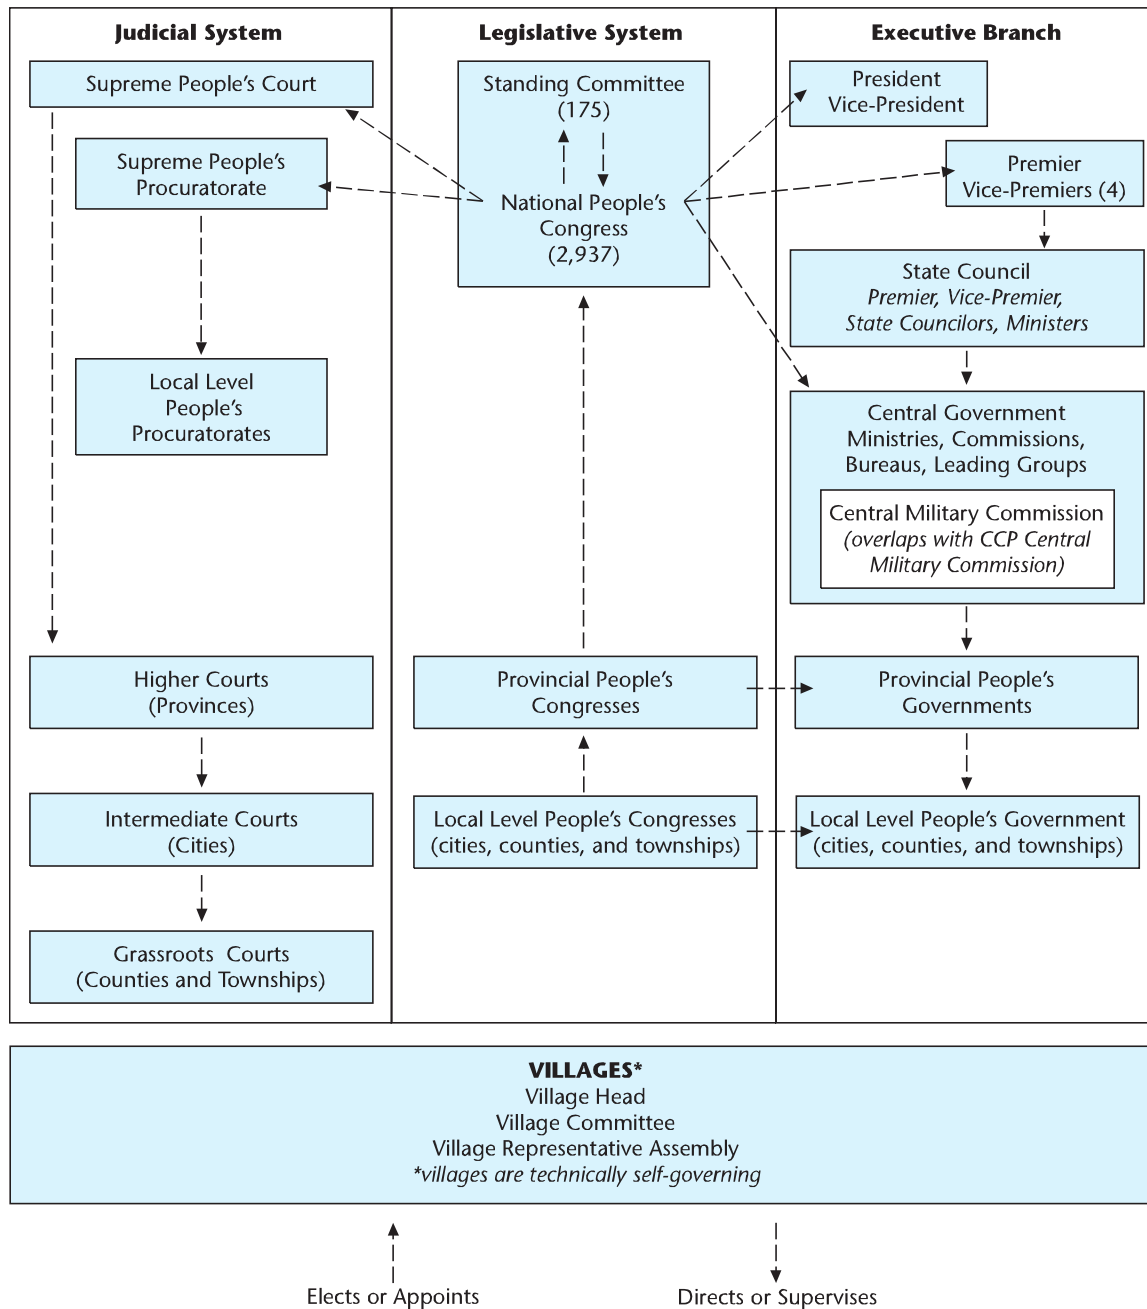 Judicial System
Supreme People's Court
Supreme People's
Procuratorate
Local Level
People's
Procuratorates
Higher Courts
(Provinces)
Intermediate Courts
(Cities)
Grassroots Courts
(Counties and Townships)
Legislative System
Standing Committee
(175)
National People's
Congress
(2,937)
Provincial People's
Congresses
Local Level People's Congresses
(cities, counties, and townships)
Executive Branch
President
Vice-President
Premier
Vice-Premiers (4)
State Council
Premier, Vice-Premier,
State Councilors, Ministers
Central Government
Ministries, Commissions,
Bureaus, Leading Groups
Central Military Commission
(overlaps with CCP Central
Military Commission)
Provincial People's
Governments
Local Level People's Government
(cities, counties, and townships)
VILLAGES*
Village Head
Village Committee
Village Representative Assembly
*villages are technically self-governing
Elects or Appoints
Directs or Supervises